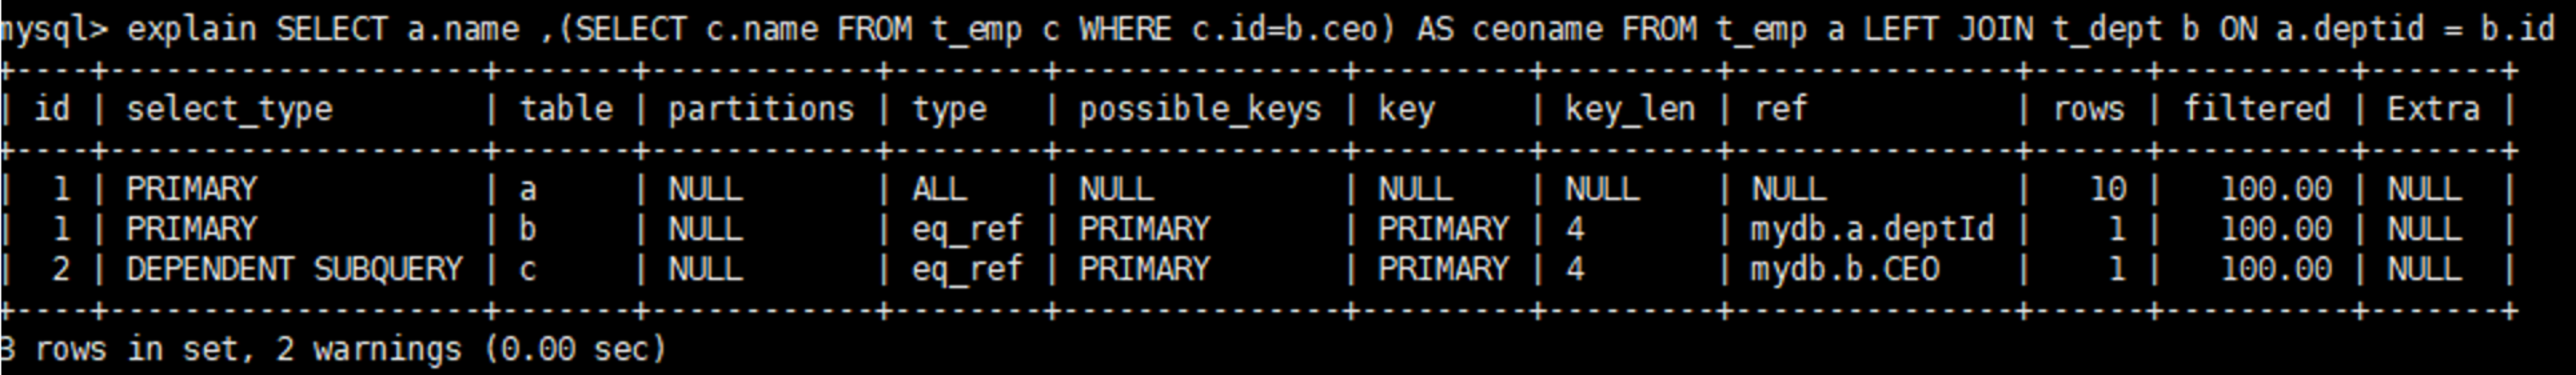 mysql> explain SELECT a.name ,(SELECT c.name FROM t_emp c WHERE c.id=b.ceo) AS ceoname FROM t_emp a LEFT JOIN t_dept b ON a.deptid = b.id
+----+--------------------+-------+------------+--------+---------------+---------+---------+---------------+------+----------+-------+
| id | select_type        | table | partitions | type   | possible_keys | key     | key_len | ref           | rows | filtered | Extra |
+----+--------------------+-------+------------+--------+---------------+---------+---------+---------------+------+----------+-------+
|  1 | PRIMARY            | a     | NULL       | ALL    | NULL          | NULL    | NULL    | NULL          |   10 |   100.00 | NULL  |
|  1 | PRIMARY            | b     | NULL       | eq_ref | PRIMARY       | PRIMARY | 4       | mydb.a.deptId |    1 |   100.00 | NULL  |
|  2 | DEPENDENT SUBQUERY | c     | NULL       | eq_ref | PRIMARY       | PRIMARY | 4       | mydb.b.CEO    |    1 |   100.00 | NULL  |
+----+--------------------+-------+------------+--------+---------------+---------+---------+---------------+------+----------+-------+
3 rows in set, 2 warnings (0.00 sec)